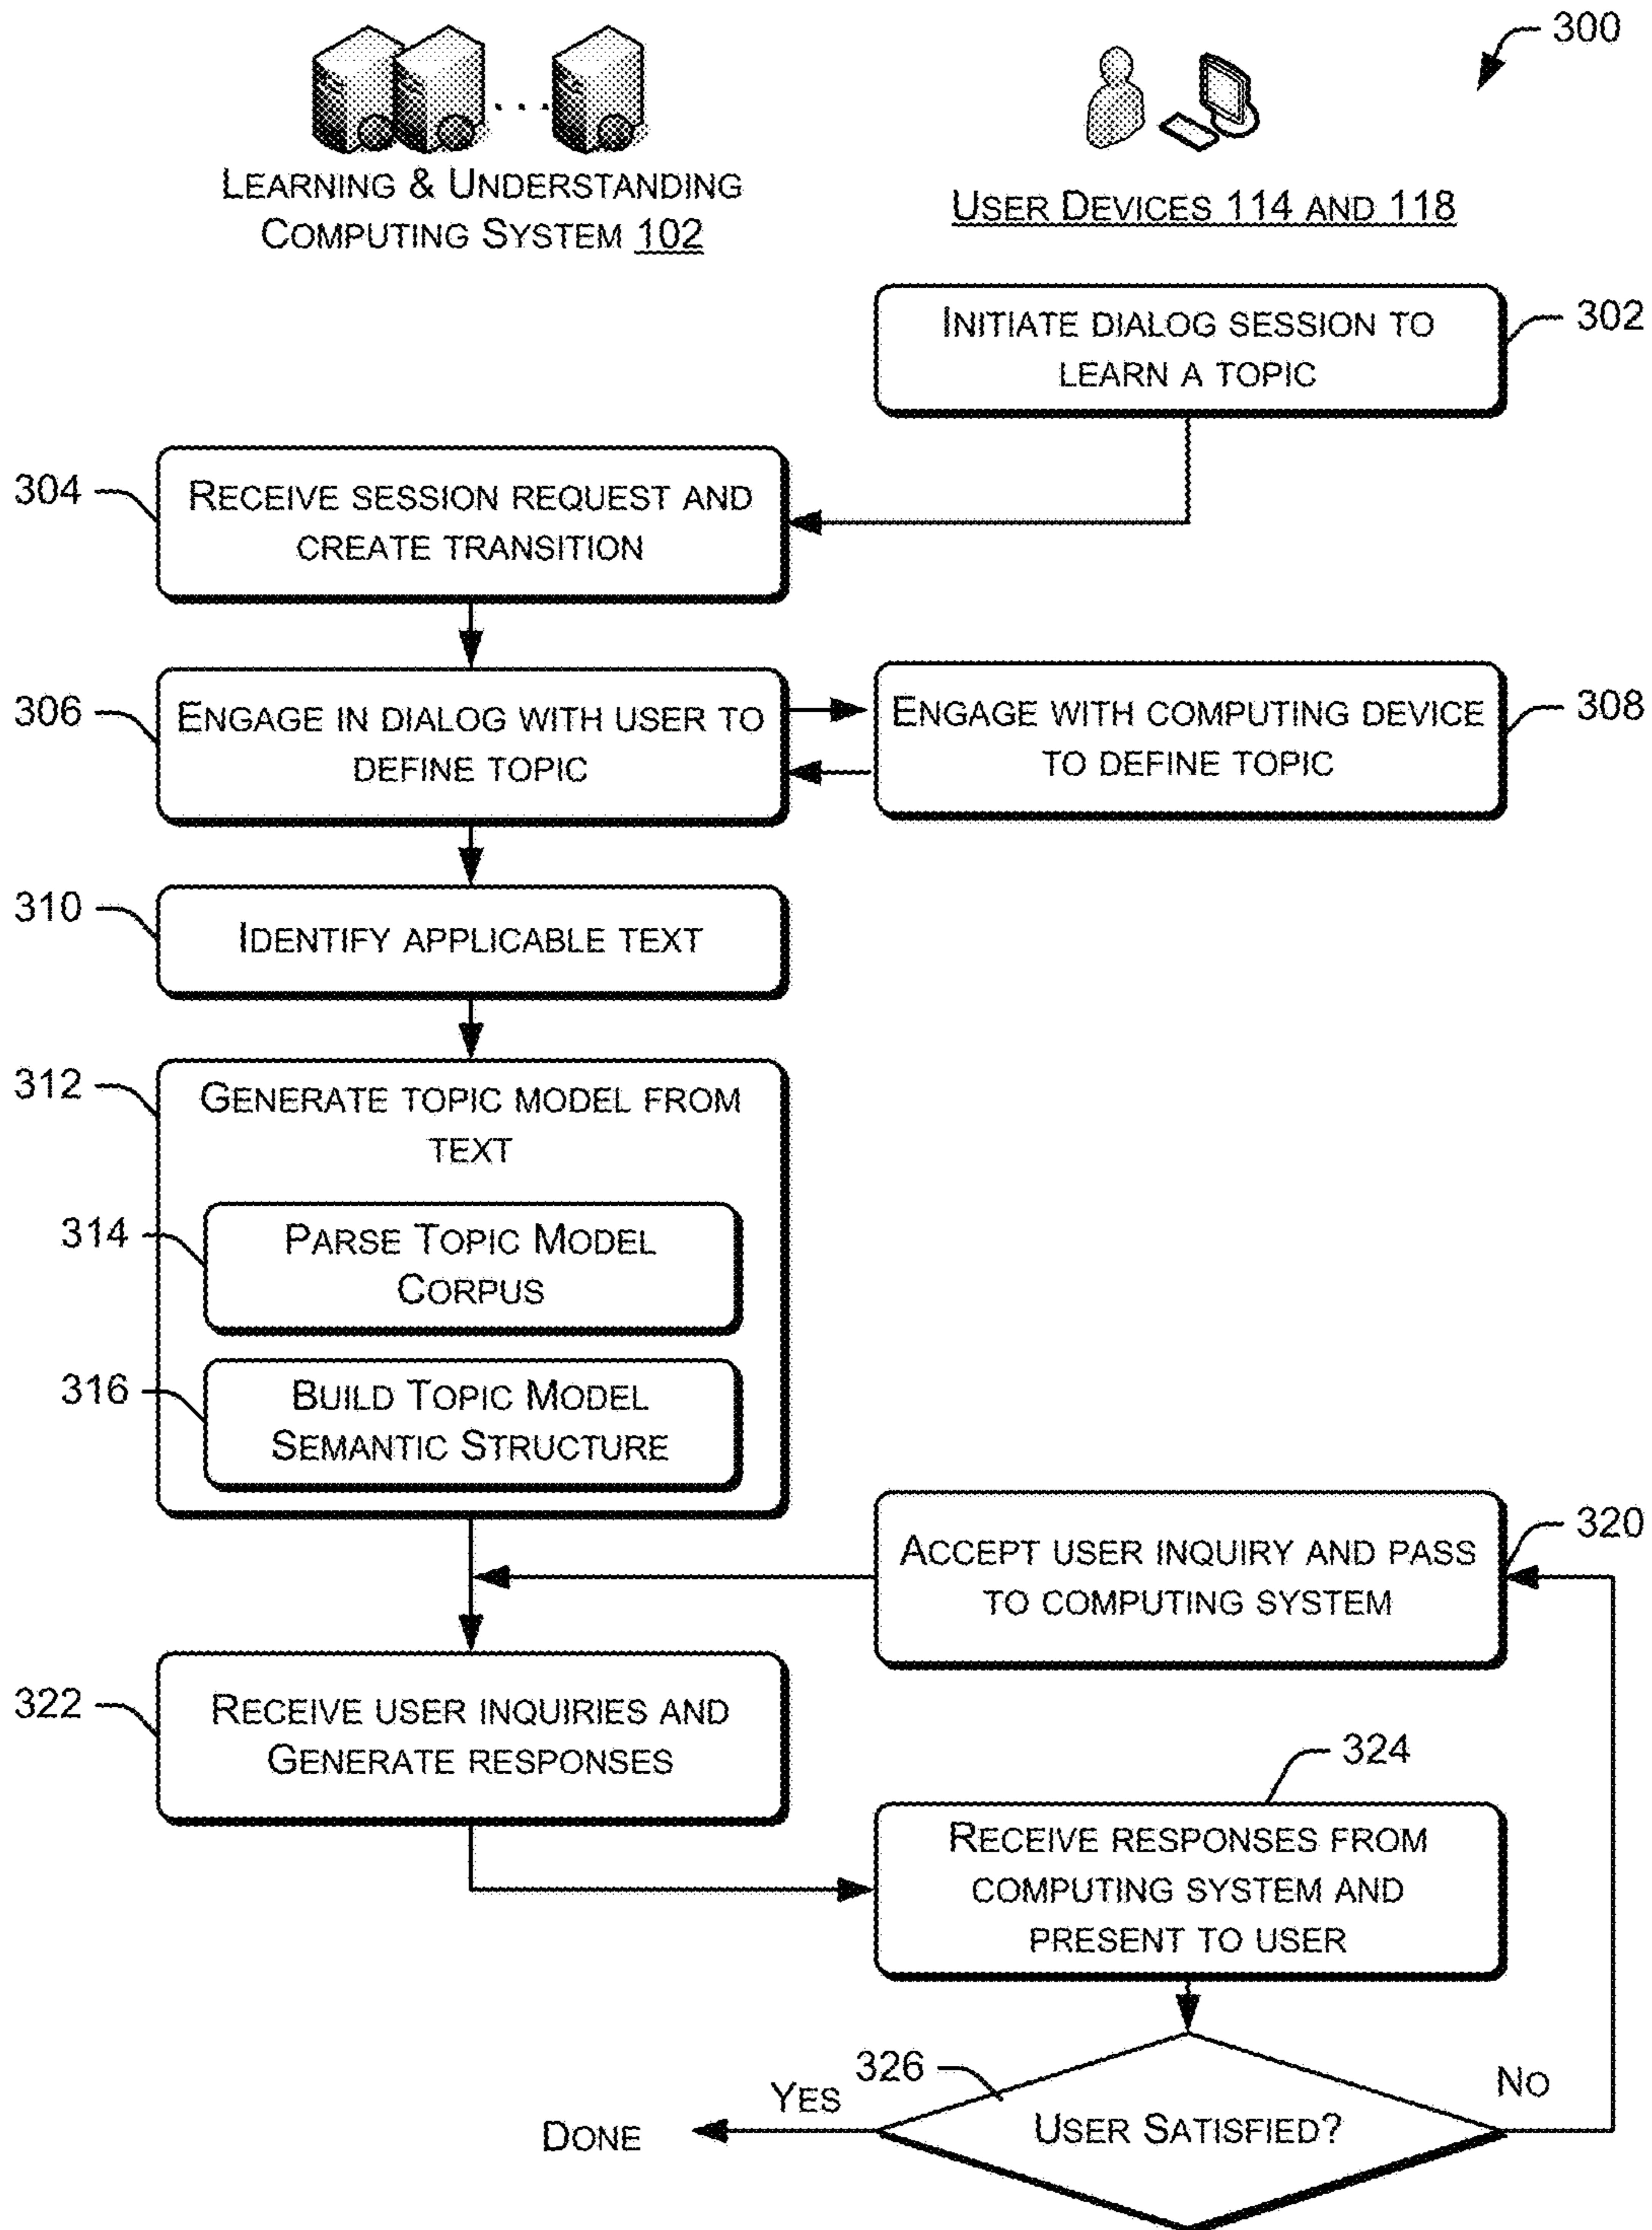 300
LEARNING & UNDERSTANDING
COMPUTING SYSTEM 102
USER DEVICES 114 AND 118
INITIATE DIALOG SESSION TO
LEARN A TOPIC
302
304
RECEIVE SESSION REQUEST AND
CREATE TRANSITION
306
ENGAGE IN DIALOG WITH USER TO
DEFINE TOPIC
ENGAGE WITH COMPUTING DEVICE
TO DEFINE TOPIC
308
310
IDENTIFY APPLICABLE TEXT
312
GENERATE TOPIC MODEL FROM
TEXT
314
PARSE TOPIC MODEL
CORPUS
316
BUILD TOPIC MODEL
SEMANTIC STRUCTURE
ACCEPT USER INQUIRY AND PASS
TO COMPUTING SYSTEM
320
322
RECEIVE USER INQUIRIES AND
GENERATE RESPONSES
324
RECEIVE RESPONSES FROM
COMPUTING SYSTEM AND
PRESENT TO USER
326
USER SATISFIED?
YES
DONE
NO